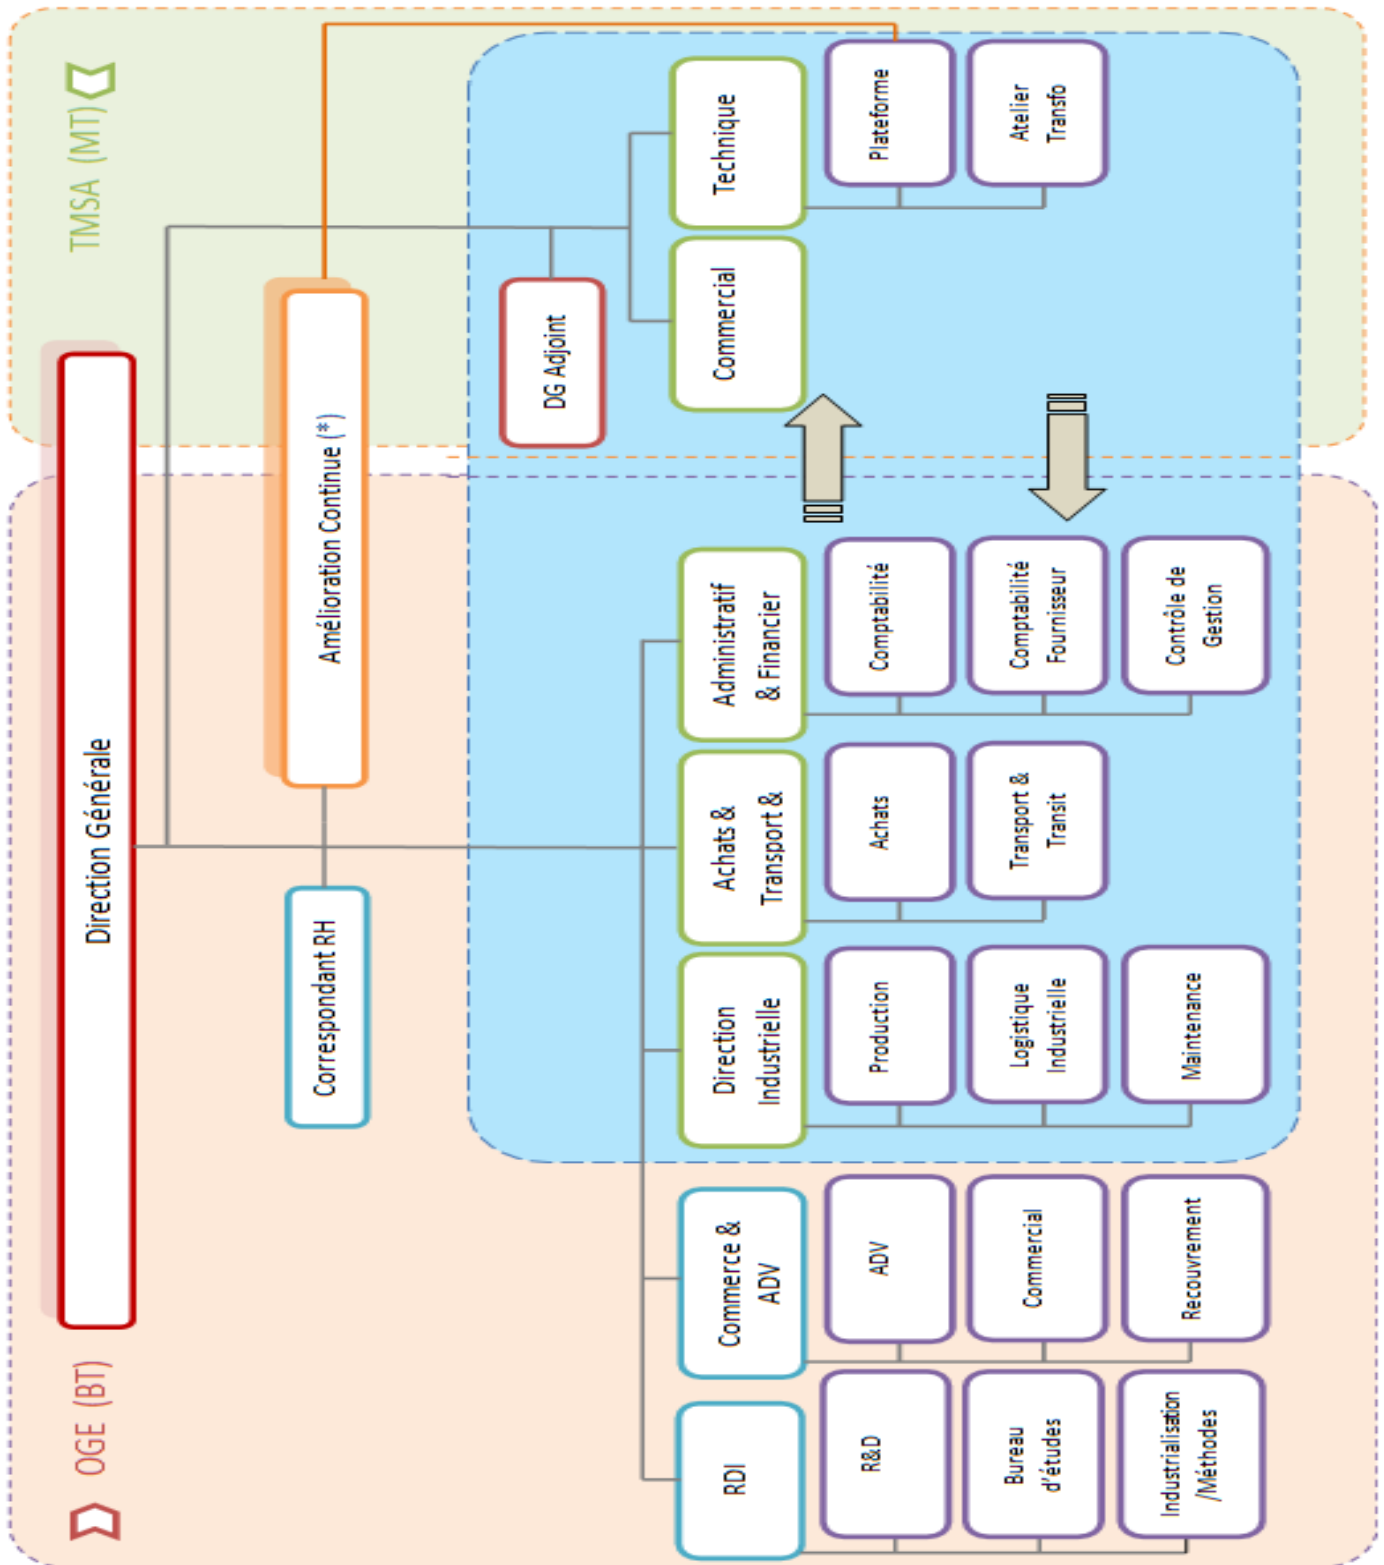 OGE (BT)
TMSA (MT)
Direction Générale
Correspondant RH
Amélioration Continue (*)
DG Adjoint
RDI
Commerce &
ADV
Direction
Industrielle
Achats &
Transport &
Administratif
& Financier
Commercial
Technique
R&D
ADV
Production
Achats
Comptabilité
Plateforme
Bureau
d'études
Commercial
Logistique
Industrielle
Transport &
Transit
Comptabilité
Fournisseur
Atelier
Transfo
Industrialisation
/Méthodes
Recouvrement
Maintenance
Contrôle de
Gestion